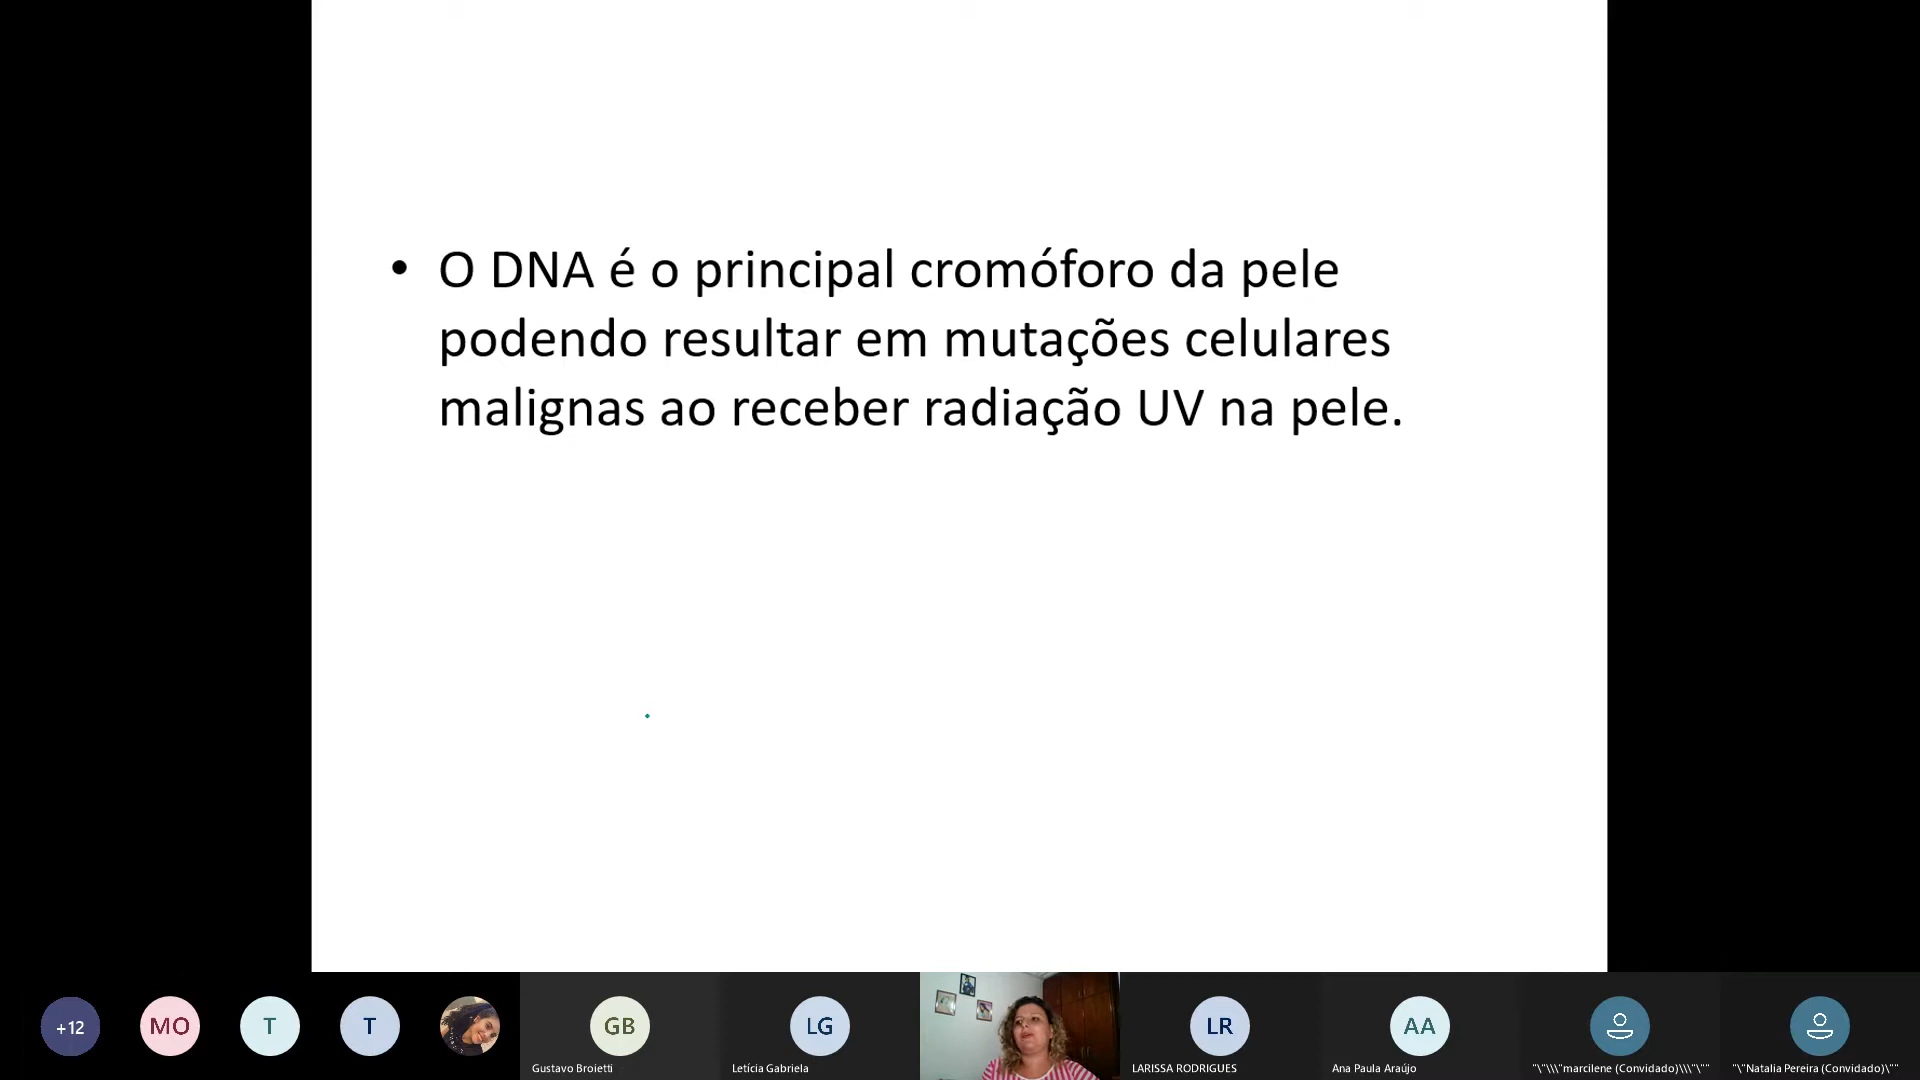 • O DNA é o principal cromóforo da pele
podendo resultar em mutações celulares
malignas ao receber radiação UV na pele.
+12
MO
T
T
GB
LG
LR
AA
Gustavo Broietti
Letícia Gabriela
LARISSA RODRIGUES
Ana Paula Araújo
"\"\\\"marcilene (Convidado)\\\"\""
"\"Natalia Pereira (Convidado)\""